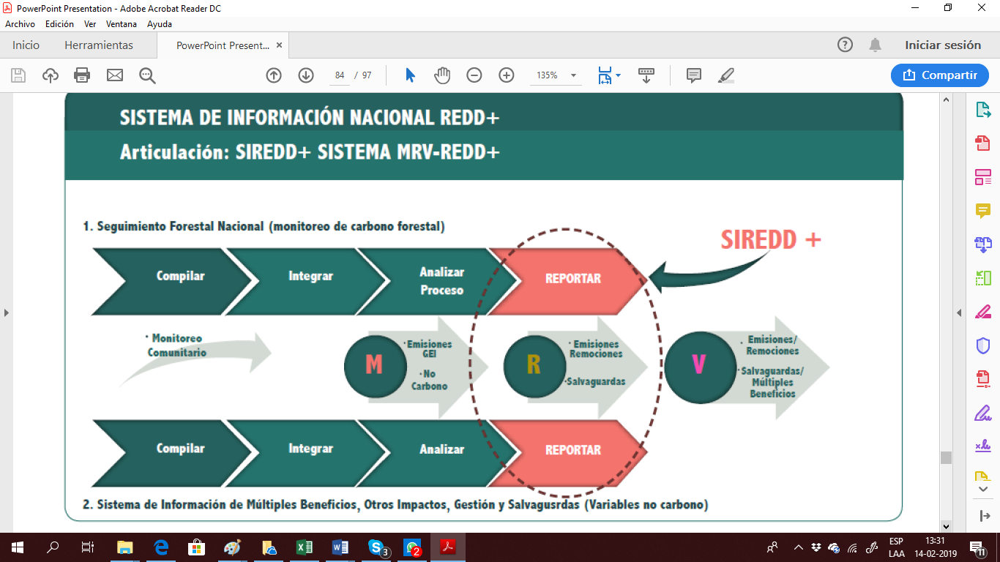 PowerPoint Presentation - Adobe Acrobat Reader DC
Archivo Edición Ver Ventana Ayuda
Inicio Herramientas PowerPoint Present... × Iniciar sesión
84 / 97 135% Compartir
SISTEMA DE INFORMACIÓN NACIONAL REDD+
Articulación: SIREDD+ SISTEMA MRV-REDD+
1. Seguimiento Forestal Nacional (monitoreo de carbono forestal)
SIREDD +
Compilar
Integrar
Analizar
Proceso
REPORTAR
· Monitoreo
Comunitario
M
·Emisiones
GEI
·No
Carbono
R
· Emisiones
Remociones
·Salvaguardas
V
. Emisiones/
Remociones
·Salvaguardas/
Múltiples
Beneficios
Compilar
Integrar
Analizar
REPORTAR
2. Sistema de Información de Múltiples Beneficios, Otros Impactos, Gestión y Salvagusrdas (Variables no carbono)
3
2
ESP
LAA
13:31
14-02-2019
11